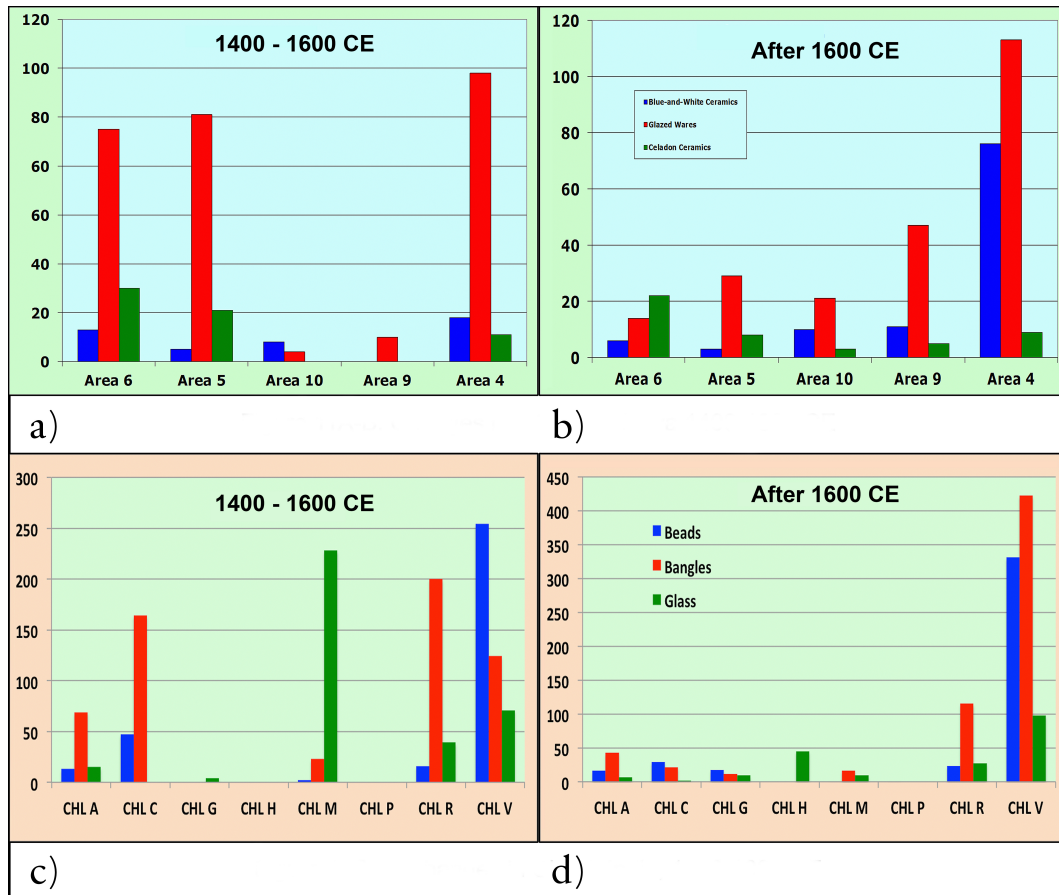 1400 - 1600 CE
120
100
80
60
40
20
0
Area 6 Area 5 Area 10 Area 9 Area 4
a)
After 1600 CE
120
100
80
60
40
20
0
Blue-and-White Ceramics
Glazed Wares
Celadon Ceramics
Area 6 Area 5 Area 10 Area 9 Area 4
b)
1400 - 1600 CE
300
250
200
150
100
50
0
CHL A CHL C CHL G CHL H CHL M CHL P CHL R CHL V
c)
After 1600 CE
450
400
350
300
250
200
150
100
50
0
Beads
Bangles
Glass
CHL A CHL C CHL G CHL H CHL M CHL P CHL R CHL V
d)